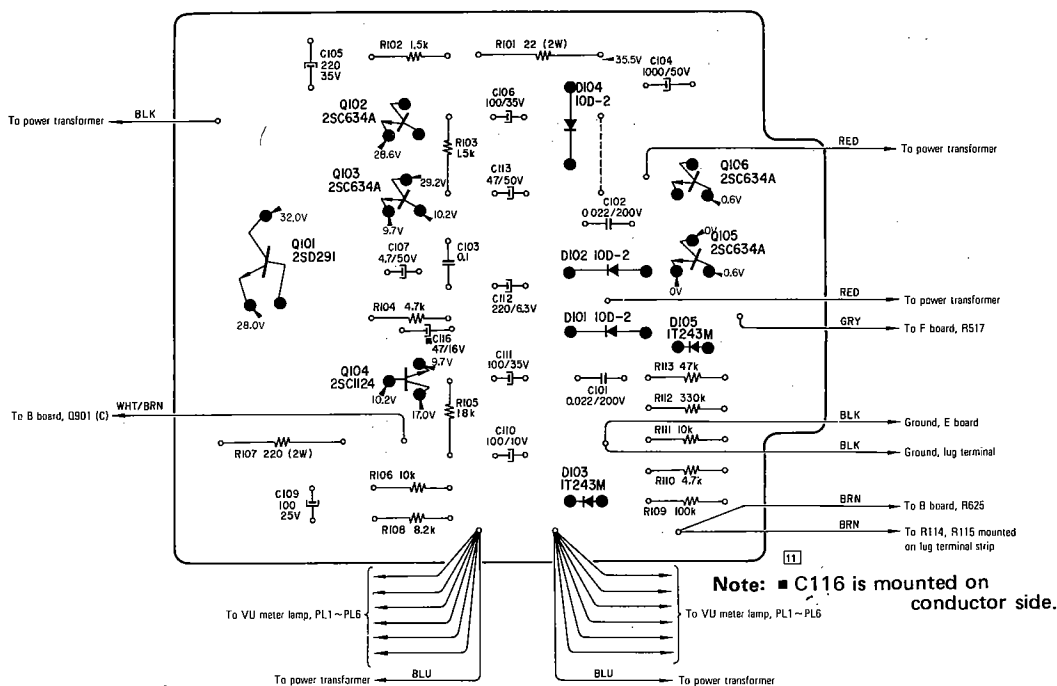 C105
220
35V
R102 1.5k
R101 22 (2W)
35.5V
C104
1000/50V
To power transformer
BLK
Q102
2SC634A
28.6V
C106
100/35V
D104
10D-2
R103
1.5k
RED
To power transformer
Q103
2SC634A
29.2V
10.2V
9.7V
C113
47/50V
Q106
2SC634A
0.6V
C102
0.022/200V
32.0V
Q101
2SD291
28.0V
C107
4.7/50V
C103
0.1
D102 10D-2
0V
Q105
2SC634A
0.6V
0V
C112
220/6.3V
RED
To power transformer
R104 4.7k
■C116
47/16V
D101 10D-2
D105
1T243M
GRY
To F board, R517
Q104
2SC1124
9.7V
10.2V
17.0V
C111
100/35V
C101
0.022/200V
R113 47k
R112 330k
To B board, Q901 (C)
WHT/BRN
R105
18k
BLK
Ground, E board
R111 10k
BLK
Ground, lug terminal
R107 220 (2W)
C110
100/10V
R106 10k
D103
1T243M
R110 4.7k
C109
100
25V
R108 8.2k
R109 100k
BRN
To B board, R625
BRN
To R114, R115 mounted
on lug terminal strip
11
Note: ■ C116 is mounted on
conductor side.
To VU meter lamp, PL1~PL6
To VU meter lamp, PL1~PL6
To power transformer
BLU
BLU
To power transformer